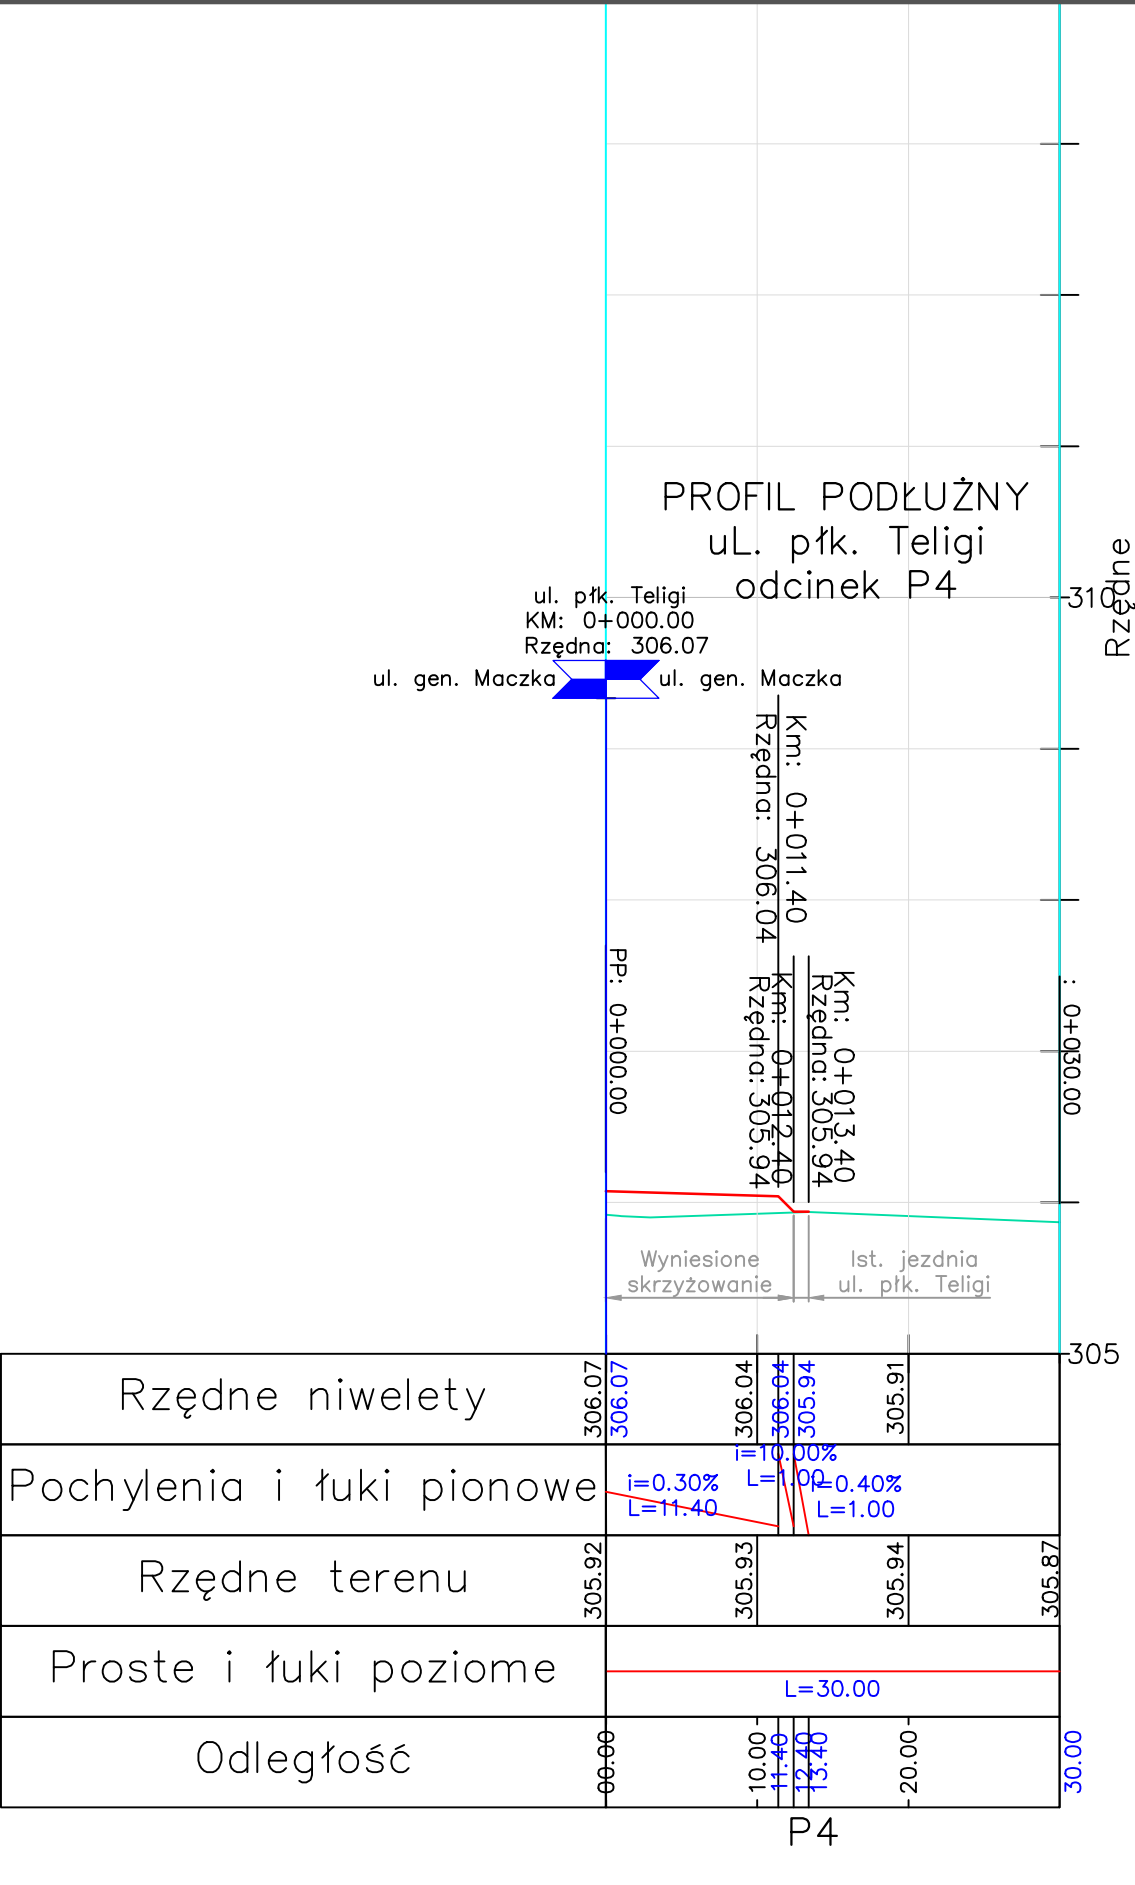 PROFIL PODŁUŻNY
uL. płk. Teligi
odcinek P4
310
Rzędne
ul. płk. Teligi
KM: 0+000.00
Rzędna: 306.07
ul. gen. Maczka
ul. gen. Maczka
Km: 0+011.40
Rzędna: 306.04
PP: 0+000.00
Km: 0+012.40
Rzędna: 305.94
Km: 0+013.40
Rzędna: 305.94
: 0+030.00
Wyniesione
skrzyżowanie
Ist. jezdnia
ul. płk. Teligi
305
Rzędne niwelety
306.07
306.07
306.04
306.04
305.94
305.91
Pochylenia i łuki pionowe
i=0.30%
L=11.40
i=10.00%
L=1.00
i=0.40%
L=1.00
Rzędne terenu
305.92
305.93
305.94
305.87
Proste i łuki poziome
L=30.00
Odległość
00.00
10.00
11.40
12.40
13.40
20.00
30.00
P4